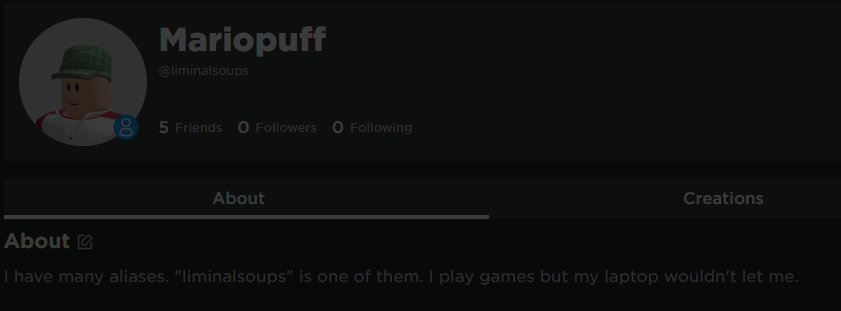 Mariopuff
@liminalsoups
5 Friends 0 Followers 0 Following
About Creations
About
I have many aliases. "liminalsoups" is one of them. I play games but my laptop wouldn't let me.